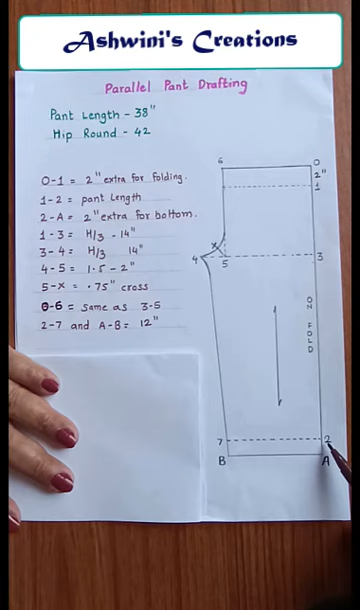 Ashwini's Creations
Parallel Pant Drafting
Pant Length - 38"
Hip Round - 42
0-1 = 2" extra for folding.
1-2 = pant length
2-A = 2" extra for bottom.
1-3 = H/3 - 14"
3-4 = H/3 14"
4-5 = 1.5-2"
5-x = .75" cross
0-6 = same as 3-5
2-7 and A-B = 12"
6
0
2"
1
x
4
5
3
ON FOLD
7
2
B
A